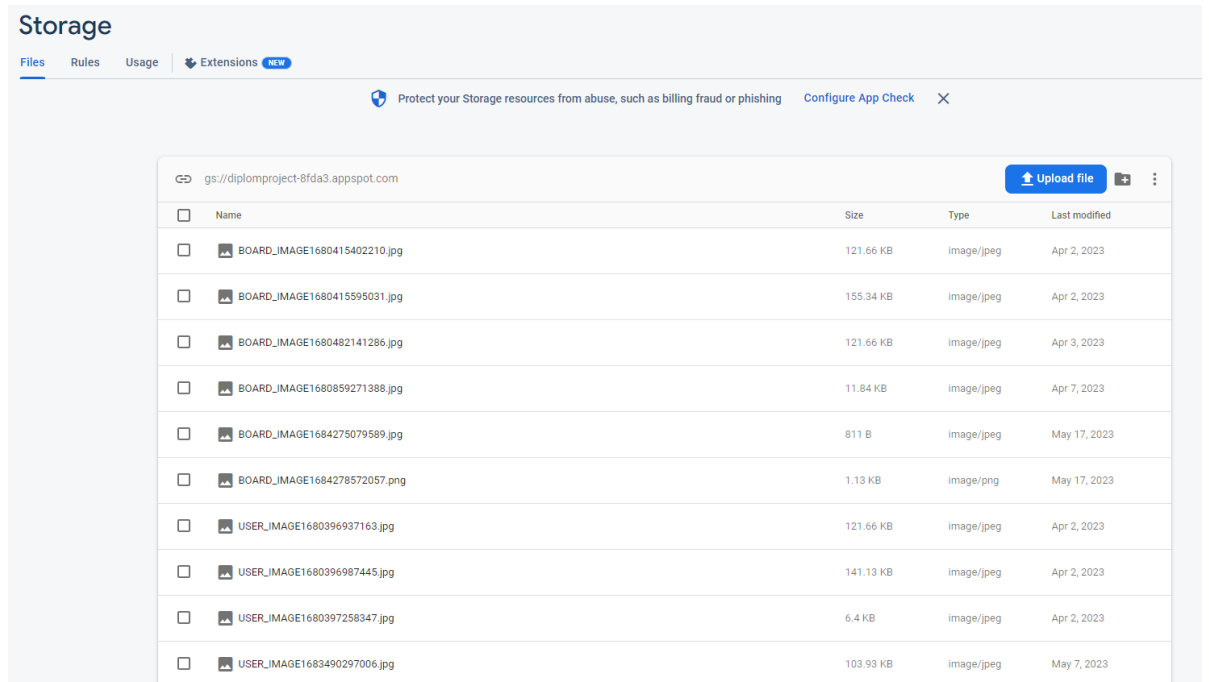 Storage
Files Rules Usage Extensions NEW
Protect your Storage resources from abuse, such as billing fraud or phishing Configure App Check
gs://diplomproject-8fda3.appspot.com Upload file
Name Size Type Last modified
BOARD_IMAGE1680415402210.jpg 121.66 KB image/jpeg Apr 2, 2023
BOARD_IMAGE1680415595031.jpg 155.34 KB image/jpeg Apr 2, 2023
BOARD_IMAGE1680482141286.jpg 121.66 KB image/jpeg Apr 3, 2023
BOARD_IMAGE1680859271388.jpg 11.84 KB image/jpeg Apr 7, 2023
BOARD_IMAGE1684275079589.jpg 811 B image/jpeg May 17, 2023
BOARD_IMAGE1684278572057.png 1.13 KB image/png May 17, 2023
USER_IMAGE1680396937163.jpg 121.66 KB image/jpeg Apr 2, 2023
USER_IMAGE1680396987445.jpg 141.13 KB image/jpeg Apr 2, 2023
USER_IMAGE1680397258347.jpg 6.4 KB image/jpeg Apr 2, 2023
USER_IMAGE1683490297006.jpg 103.93 KB image/jpeg May 7, 2023